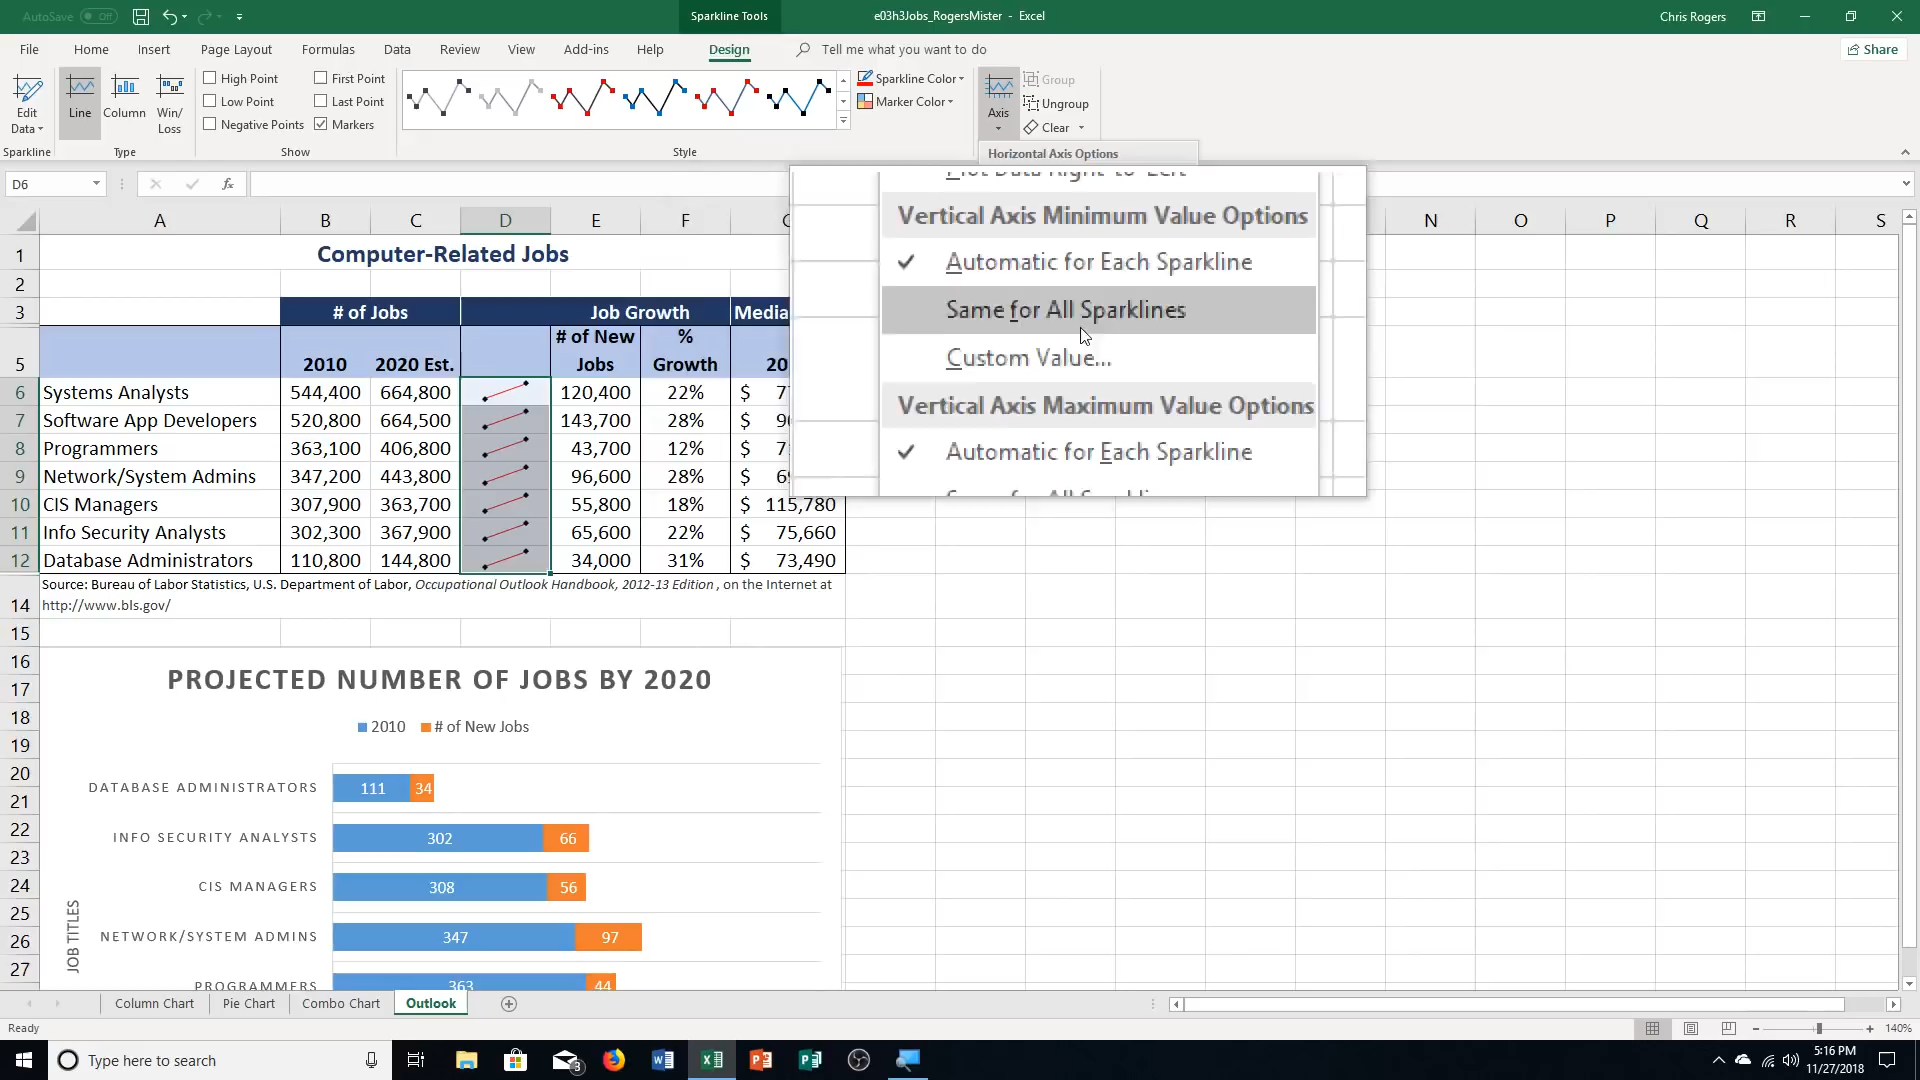 AutoSave Off
Sparkline Tools
e03h3Jobs_RogersMister - Excel
Chris Rogers
File Home Insert Page Layout Formulas Data Review View Add-ins Help Design Tell me what you want to do Share
Edit Data
Sparkline
Line
Column
Win/ Loss
Type
High Point
First Point
Low Point
Last Point
Negative Points
Markers
Show
Style
Sparkline Color
Marker Color
Axis
Group
Ungroup
Clear
Horizontal Axis Options
D6
fx
Plot Data Right-to-Left
Vertical Axis Minimum Value Options
Automatic for Each Sparkline
Same for All Sparklines
Custom Value...
Vertical Axis Maximum Value Options
Automatic for Each Sparkline
A B C D E F N O P Q R S
1 Computer-Related Jobs
2
3 # of Jobs Job Growth Media
5 2010 2020 Est. # of New Jobs % Growth 20
6 Systems Analysts 544,400 664,800 120,400 22% $ 7
7 Software App Developers 520,800 664,500 143,700 28% $
8 Programmers 363,100 406,800 43,700 12% $ 7
9 Network/System Admins 347,200 443,800 96,600 28% $
10 CIS Managers 307,900 363,700 55,800 18% $ 115,780
11 Info Security Analysts 302,300 367,900 65,600 22% $ 75,660
12 Database Administrators 110,800 144,800 34,000 31% $ 73,490
Source: Bureau of Labor Statistics, U.S. Department of Labor, Occupational Outlook Handbook, 2012-13 Edition , on the Internet at
14 http://www.bls.gov/
15
16
17
18
19
20
21
22
23
24
25
26
27
PROJECTED NUMBER OF JOBS BY 2020
2010 # of New Jobs
DATABASE ADMINISTRATORS 111 34
INFO SECURITY ANALYSTS 302 66
CIS MANAGERS 308 56
NETWORK/SYSTEM ADMINS 347 97
PROGRAMMERS 363 44
JOB TITLES
Column Chart Pie Chart Combo Chart Outlook
Ready
140%
Type here to search
3
5:16 PM
11/27/2018